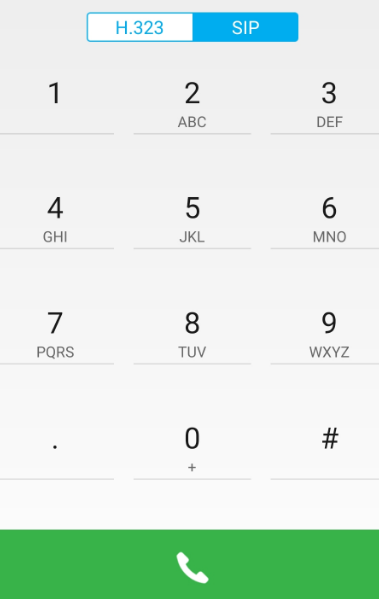 H.323 SIP
1 2 3
ABC DEF
4 5 6
GHI JKL MNO
7 8 9
PQRS TUV WXYZ
. 0 #
+